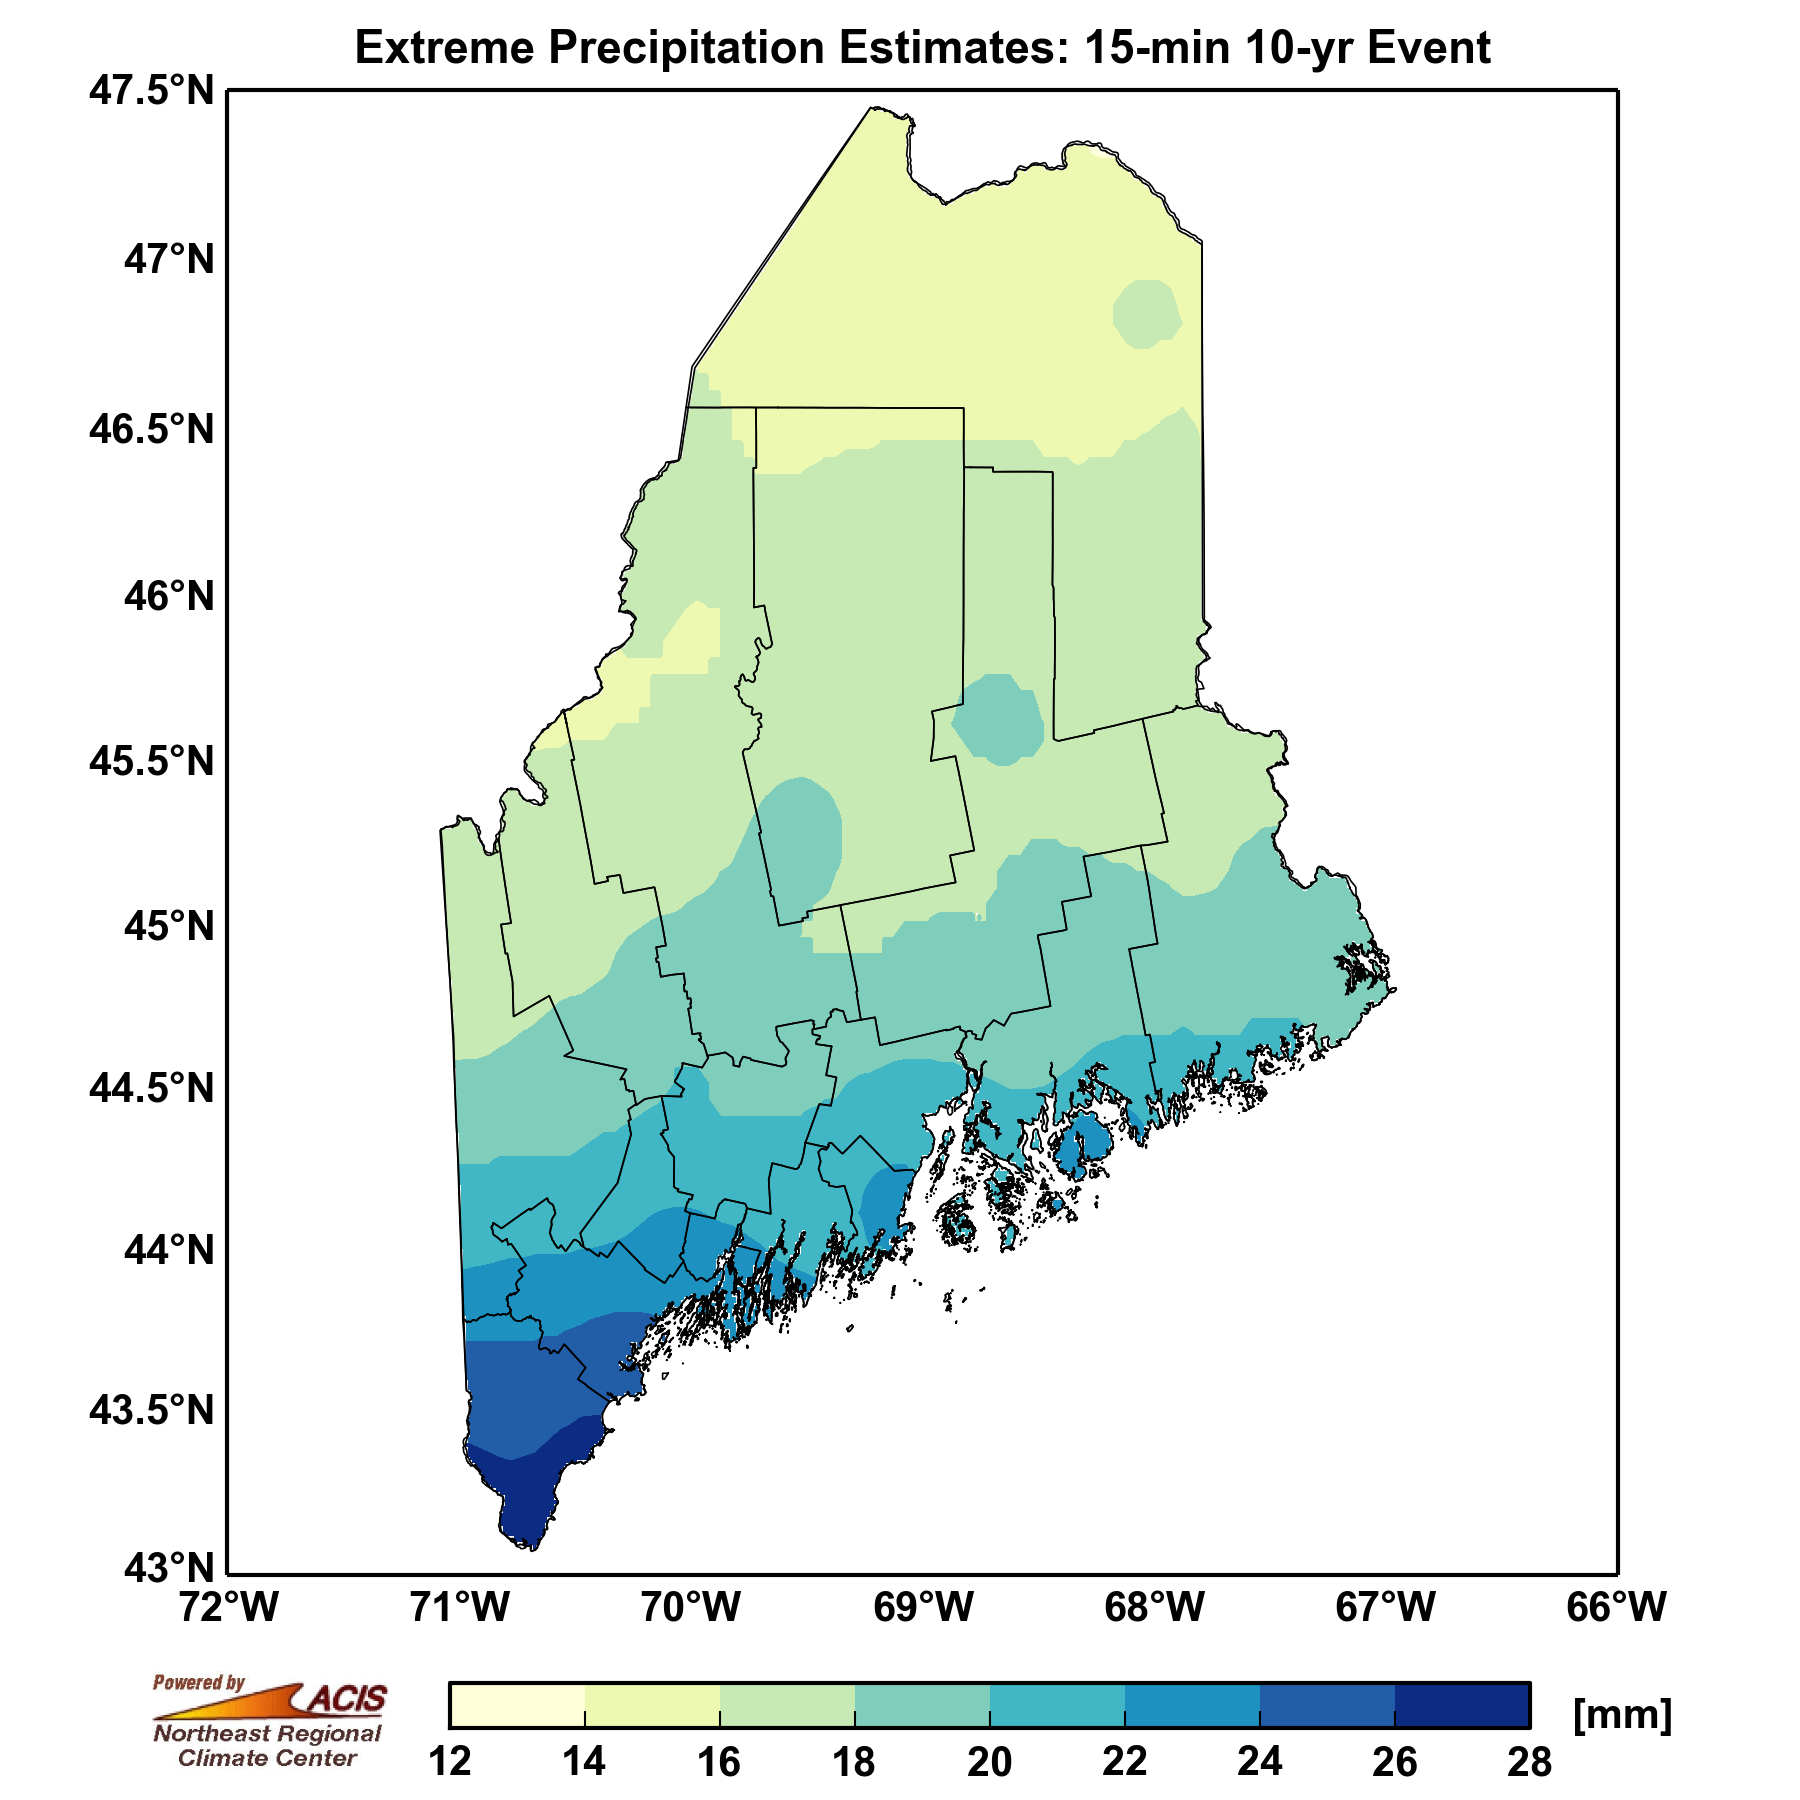 Extreme Precipitation Estimates: 15-min 10-yr Event
47.5°N
47°N
46.5°N
46°N
45.5°N
45°N
44.5°N
44°N
43.5°N
43°N
72°W 71°W 70°W 69°W 68°W 67°W 66°W
Powered by
ACIS
Northeast Regional
Climate Center
[mm]
12 14 16 18 20 22 24 26 28